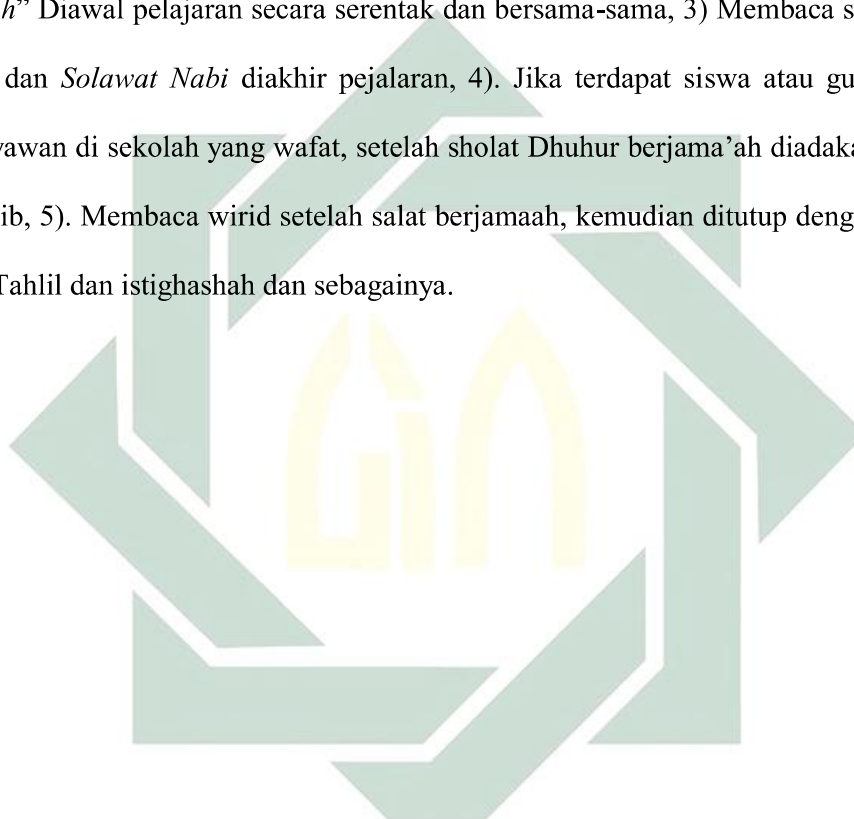 h” Diawal pelajaran secara serentak dan bersama-sama, 3) Membaca s
dan Solawat Nabi diakhir pejalaran, 4). Jika terdapat siswa atau gu
yawan di sekolah yang wafat, setelah sholat Dhuhur berjama’ah diadaka
ib, 5). Membaca wirid setelah salat berjamaah, kemudian ditutup deng
Tahlil dan istighashah dan sebagainya.